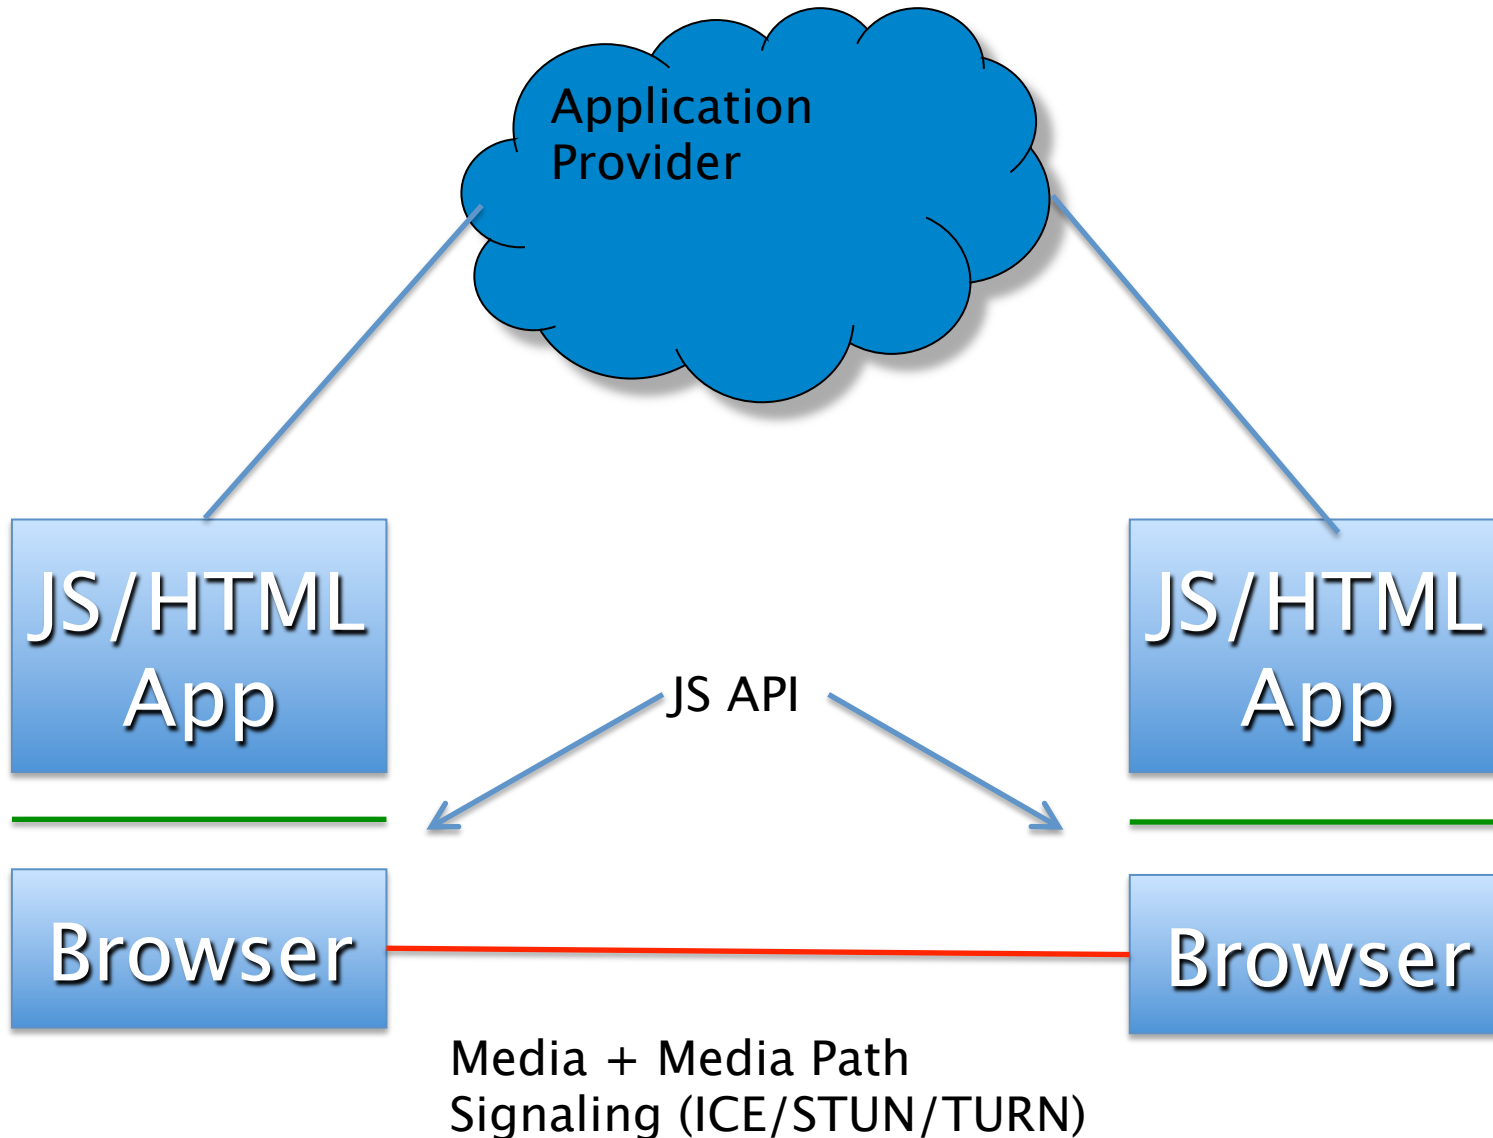 Application
Provider
JS/HTML
App
JS/HTML
App
JS API
Browser
Browser
Media + Media Path
Signaling (ICE/STUN/TURN)